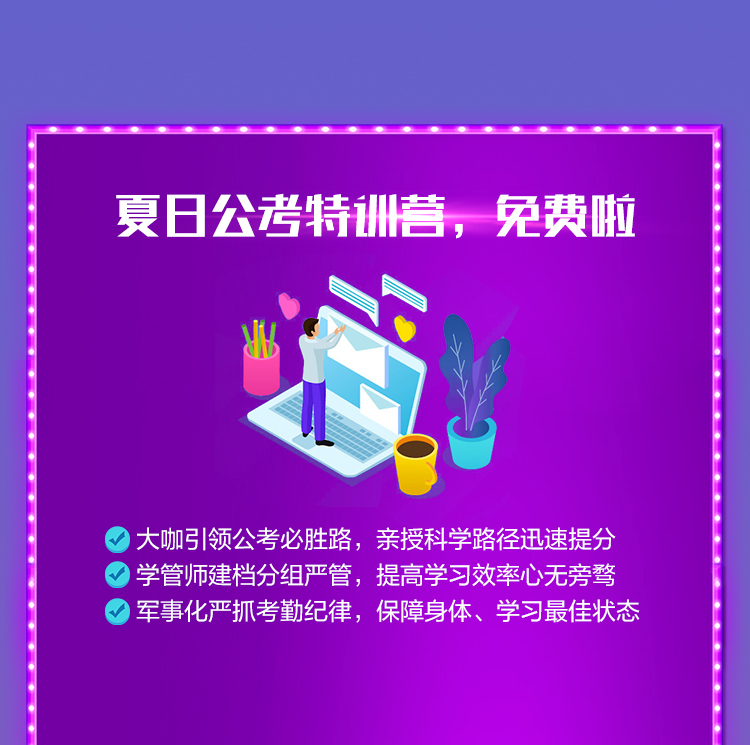 夏日公考特训营，免费啦
大咖引领公考必胜路，亲授科学路径迅速提分
学管师建档分组严管，提高学习效率心无旁骛
军事化严抓考勤纪律，保障身体、学习最佳状态